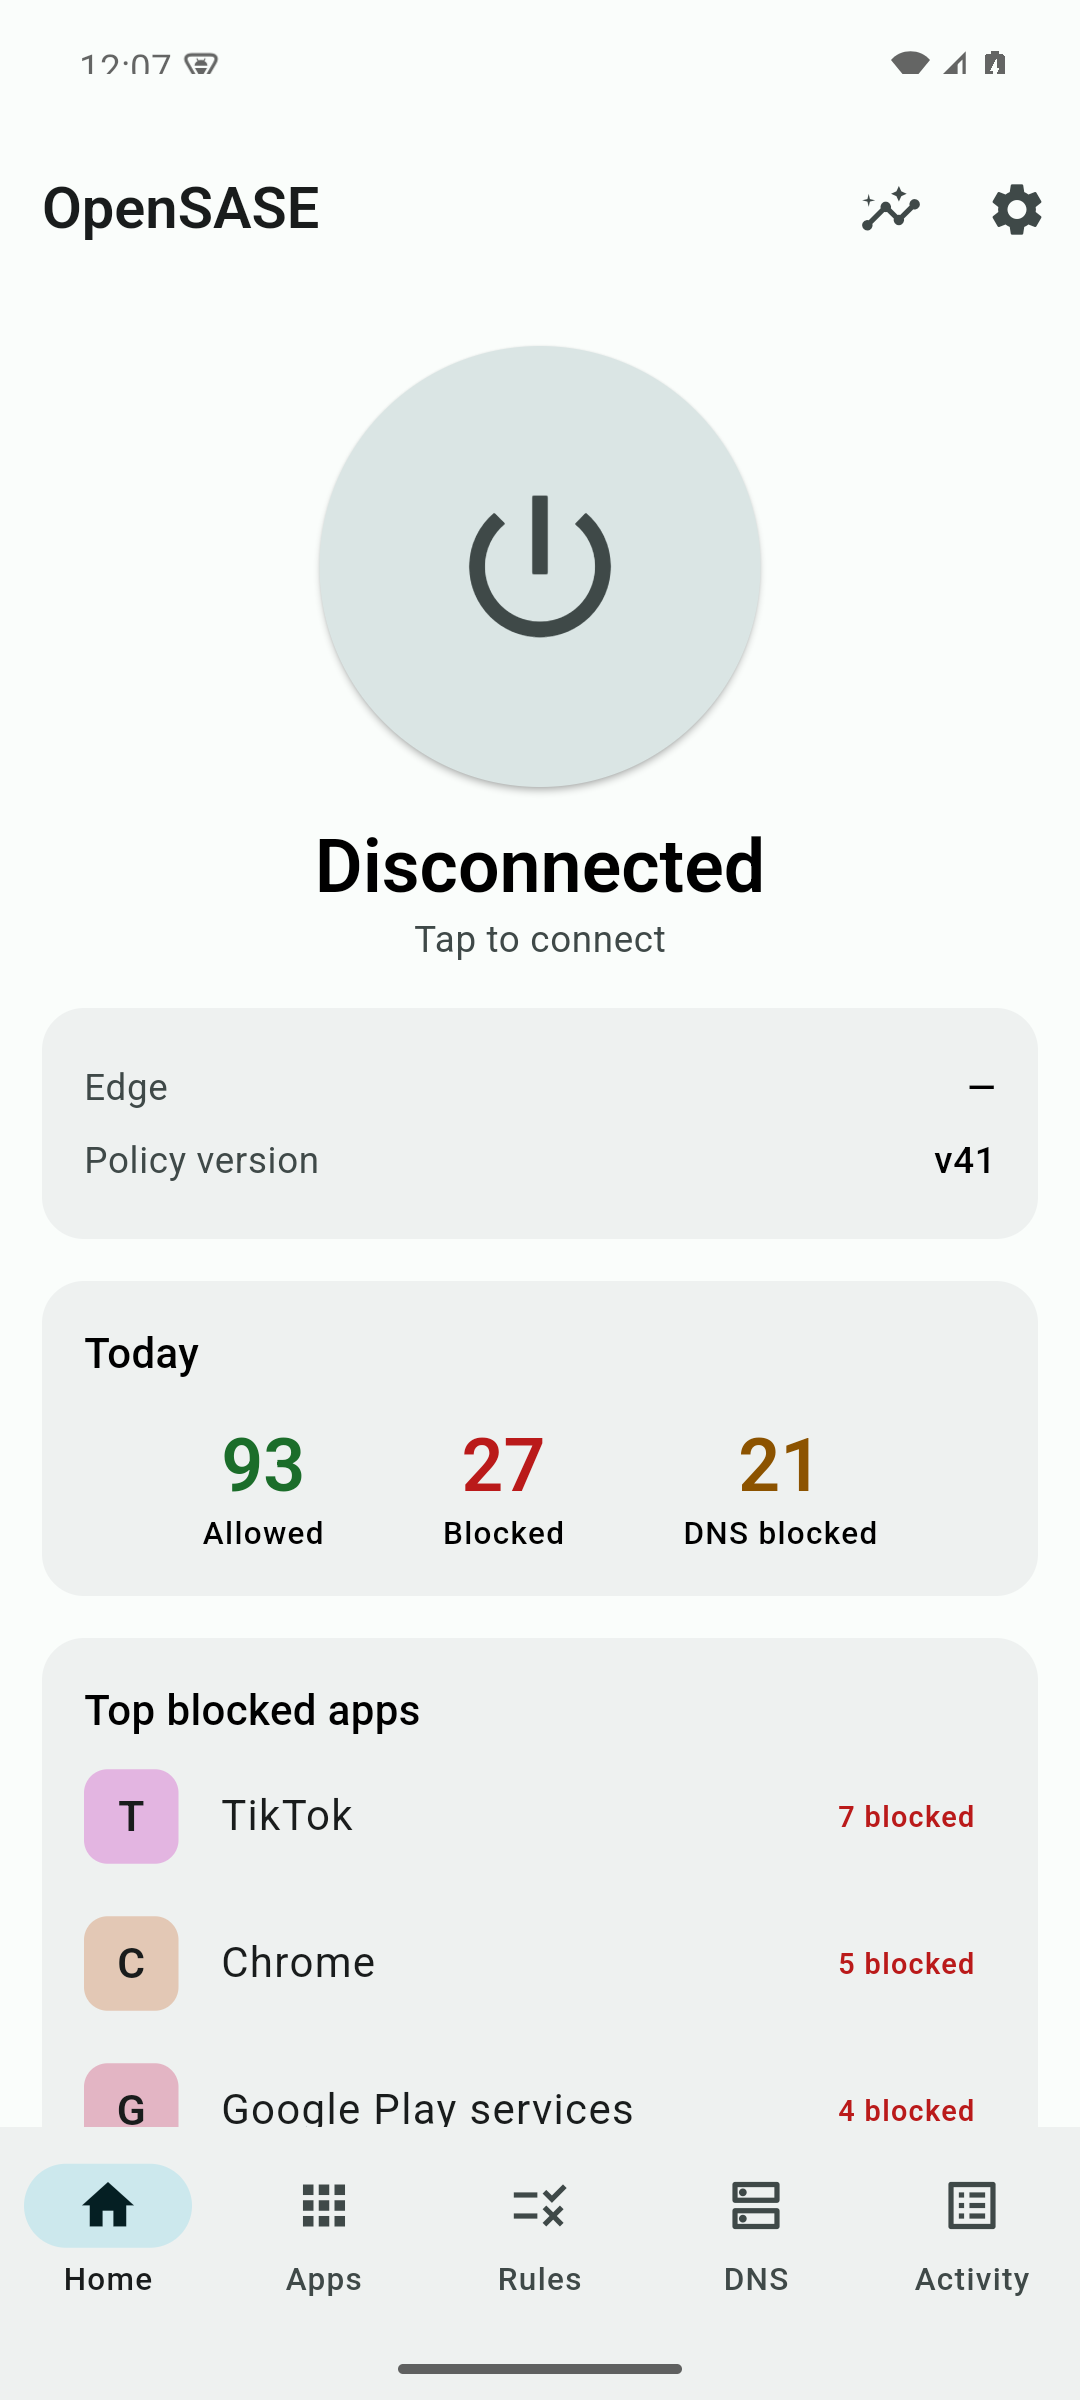 12:07
OpenSASE
Disconnected
Tap to connect
Edge –
Policy version v41
Today
93 27 21
Allowed Blocked DNS blocked
Top blocked apps
T TikTok 7 blocked
C Chrome 5 blocked
G Google Play services 4 blocked
Home Apps Rules DNS Activity